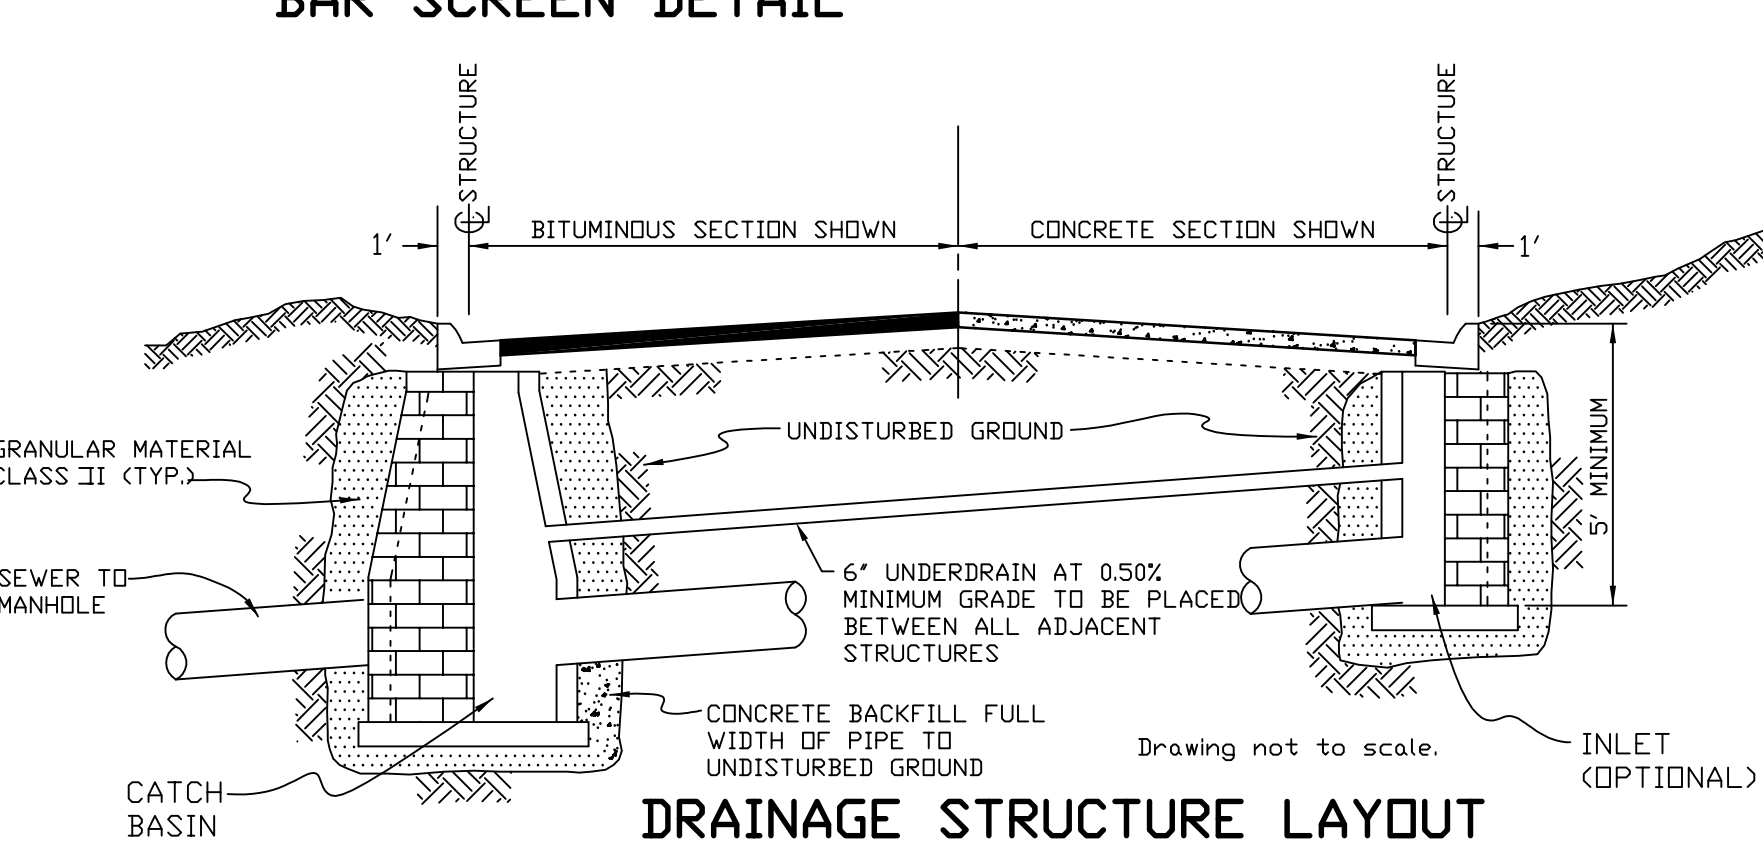 BAR SCREEN DETAIL
℄ STRUCTURE
℄ STRUCTURE
1'
BITUMINOUS SECTION SHOWN
CONCRETE SECTION SHOWN
1'
GRANULAR MATERIAL
CLASS II (TYP.)
UNDISTURBED GROUND
5' MINIMUM
SEWER TO
MANHOLE
6" UNDERDRAIN AT 0.50%
MINIMUM GRADE TO BE PLACED
BETWEEN ALL ADJACENT
STRUCTURES
CONCRETE BACKFILL FULL
WIDTH OF PIPE TO
UNDISTURBED GROUND
Drawing not to scale.
INLET
(OPTIONAL)
CATCH
BASIN
DRAINAGE STRUCTURE LAYOUT